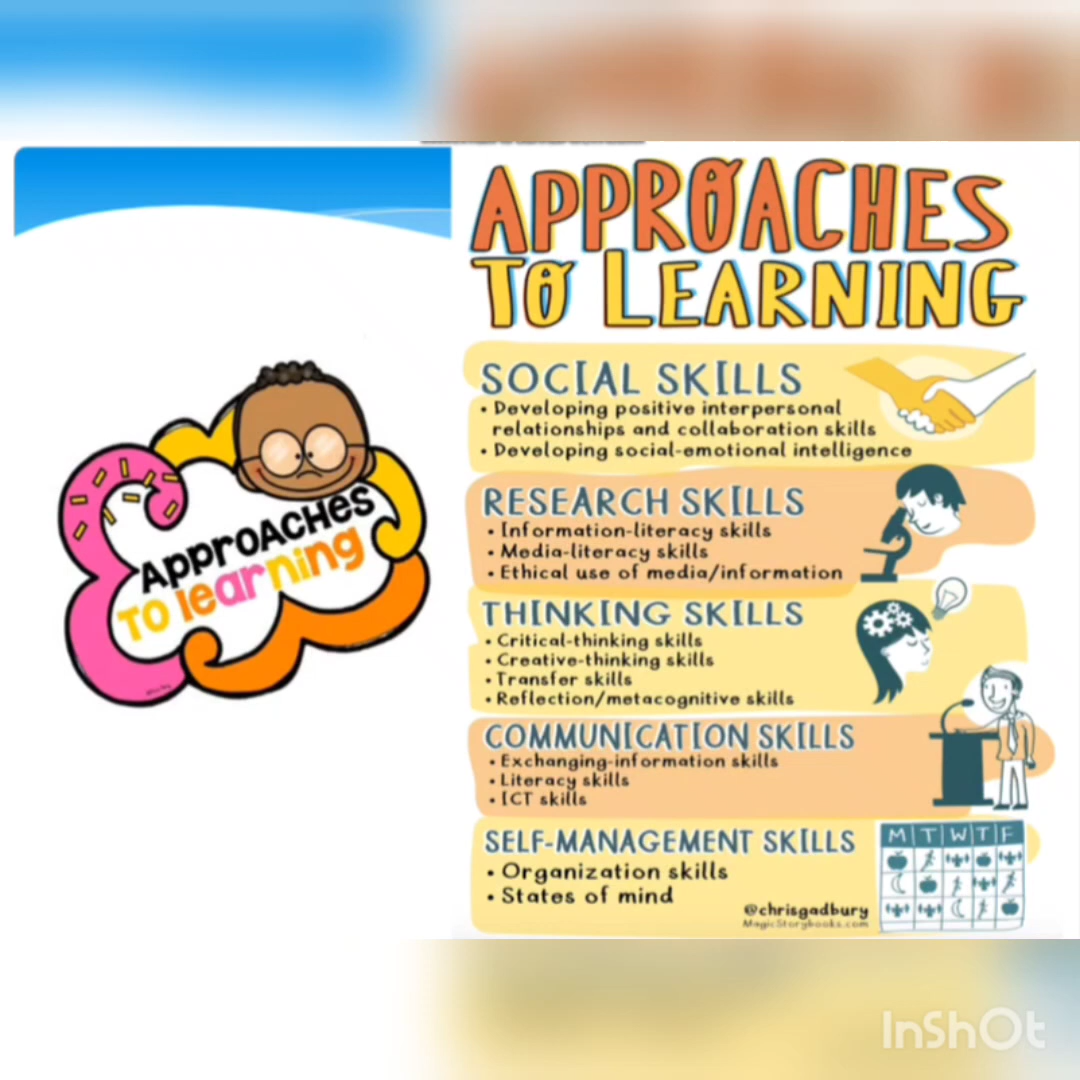 APPROACHES
TO LEARNING
APPROACHES
TO LEARNING
SOCIAL SKILLS
• Developing positive interpersonal
relationships and collaboration skills
• Developing social-emotional intelligence
RESEARCH SKILLS
• Information-literacy skills
• Media-literacy skills
• Ethical use of media/information
THINKING SKILLS
• Critical-thinking skills
• Creative-thinking skills
• Transfer skills
• Reflection/metacognitive skills
COMMUNICATION SKILLS
• Exchanging-information skills
• Literacy skills
• ICT skills
SELF-MANAGEMENT SKILLS
• Organization skills
• States of mind
M T W T F
@chrisgadbury
MagicStorybooks.com
InShOt